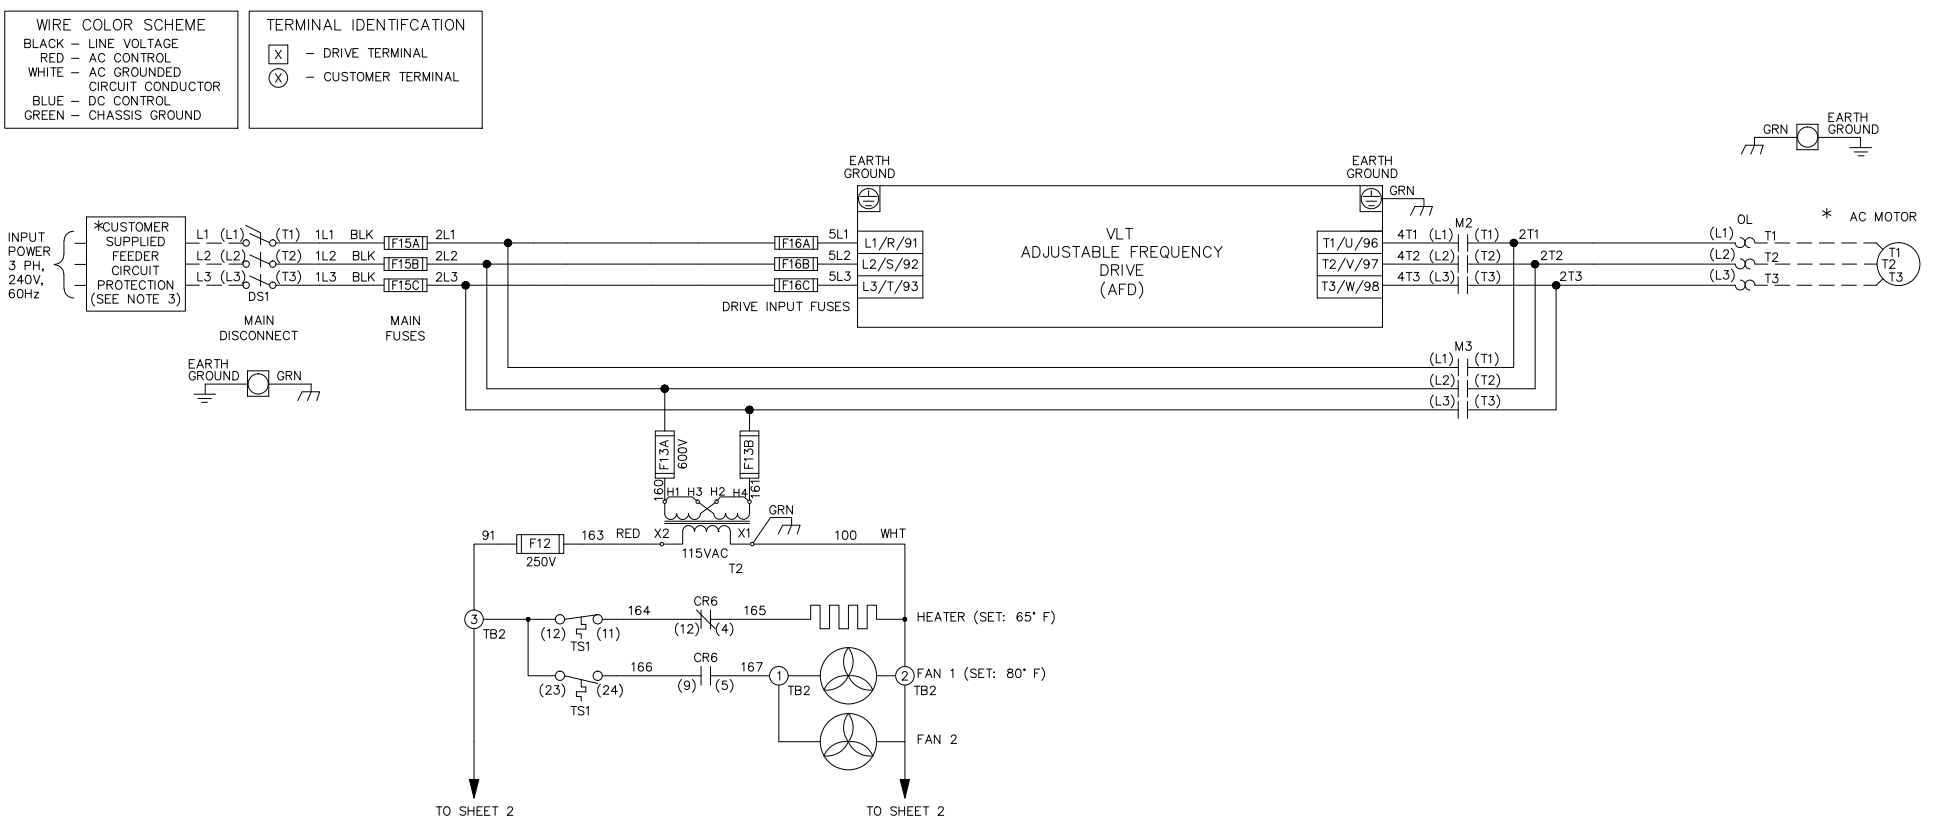 WIRE COLOR SCHEME
BLACK – LINE VOLTAGE
RED – AC CONTROL
WHITE – AC GROUNDED
CIRCUIT CONDUCTOR
BLUE – DC CONTROL
GREEN – CHASSIS GROUND
TERMINAL IDENTIFCATION
X – DRIVE TERMINAL
X – CUSTOMER TERMINAL
GRN
EARTH
GROUND
EARTH
GROUND
EARTH
GROUND
GRN
INPUT
POWER
3 PH,
240V,
60Hz
*CUSTOMER
SUPPLIED
FEEDER
CIRCUIT
PROTECTION
(SEE NOTE 3)
L1 (L1) (T1) 1L1 BLK F15A 2L1
L2 (L2) (T2) 1L2 BLK F15B 2L2
L3 (L3) (T3) 1L3 BLK F15C 2L3
DS1
MAIN
DISCONNECT
MAIN
FUSES
F16A 5L1 L1/R/91
F16B 5L2 L2/S/92
F16C 5L3 L3/T/93
DRIVE INPUT FUSES
VLT
ADJUSTABLE FREQUENCY
DRIVE
(AFD)
M2
T1/U/96 4T1 (L1) (T1) 2T1
T2/V/97 4T2 (L2) (T2) 2T2
T3/W/98 4T3 (L3) (T3) 2T3
OL
(L1) T1
(L2) T2
(L3) T3
* AC MOTOR
T1
T2
T3
M3
(L1) (T1)
(L2) (T2)
(L3) (T3)
EARTH
GROUND
GRN
F13A
600V
F13B
160
161
H1 H3 H2 H4
GRN
91 F12 163 RED X2 X1 100 WHT
250V
115VAC
T2
3
TB2
164 CR6 165
(12) (11) (12) (4)
TS1
HEATER (SET: 65° F)
166 CR6 167 1 2
(23) (24) (9) (5) TB2 TB2
TS1
FAN 1 (SET: 80° F)
FAN 2
TO SHEET 2
TO SHEET 2